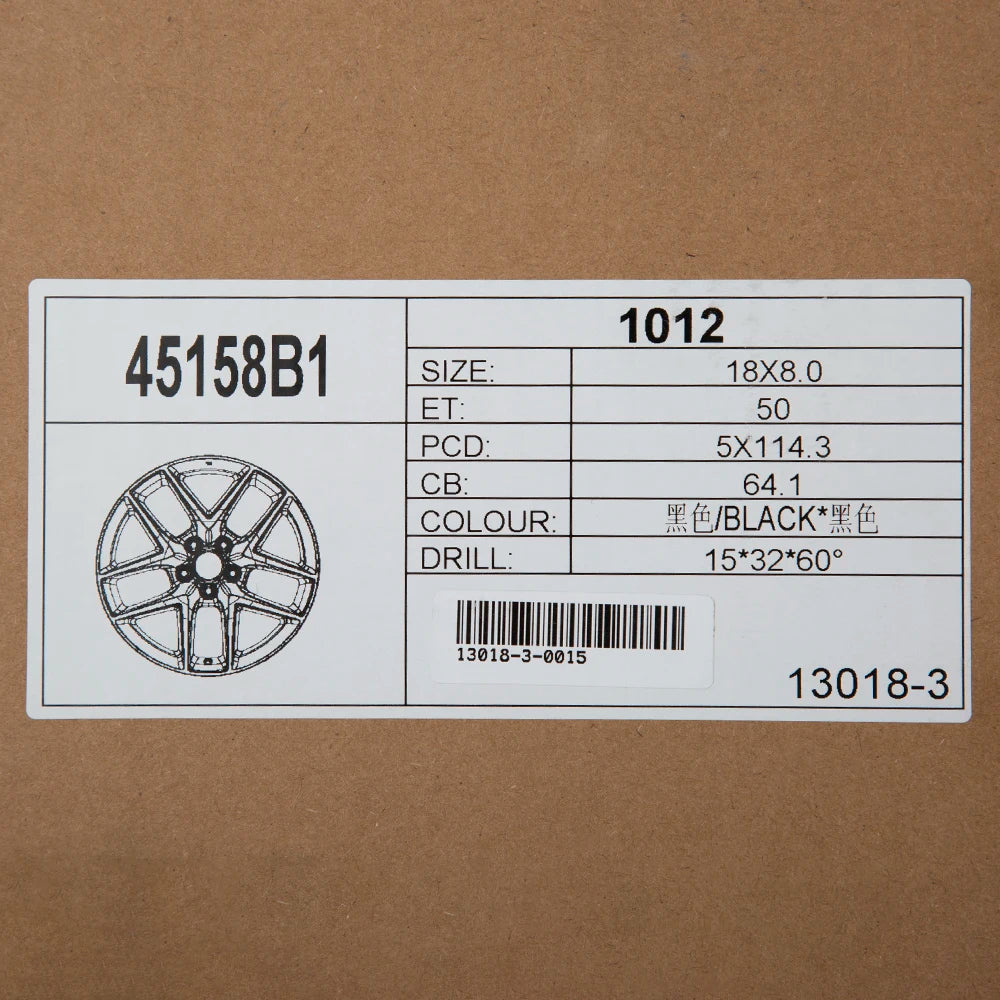 45158B1
1012
SIZE: 18X8.0
ET: 50
PCD: 5X114.3
CB: 64.1
COLOUR: 黑色/BLACK*黑色
DRILL: 15*32*60°
13018-3-0015
13018-3